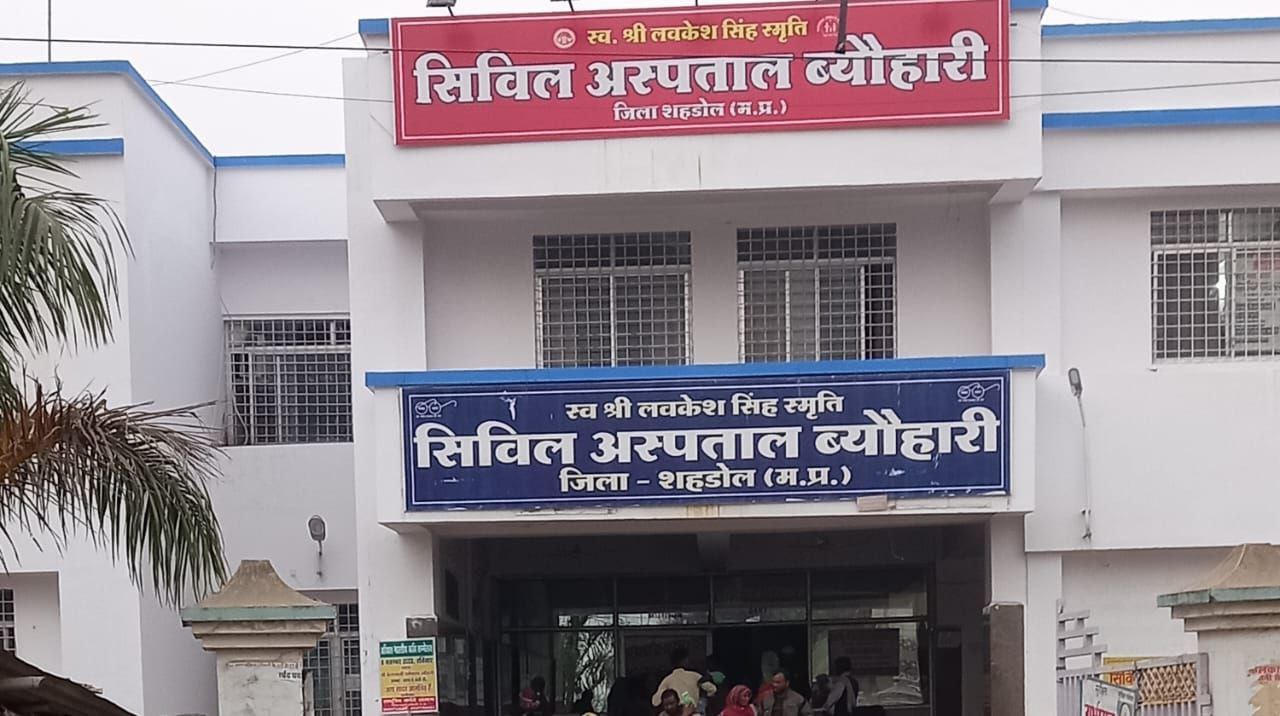 स्व. श्री लवकेश सिंह स्मृति
सिविल अस्पताल ब्यौहारी
जिला शहडोल (म.प्र.)
स्व श्री लवकेश सिंह स्मृति
सिविल अस्पताल ब्यौहारी
जिला - शहडोल (म.प्र.)